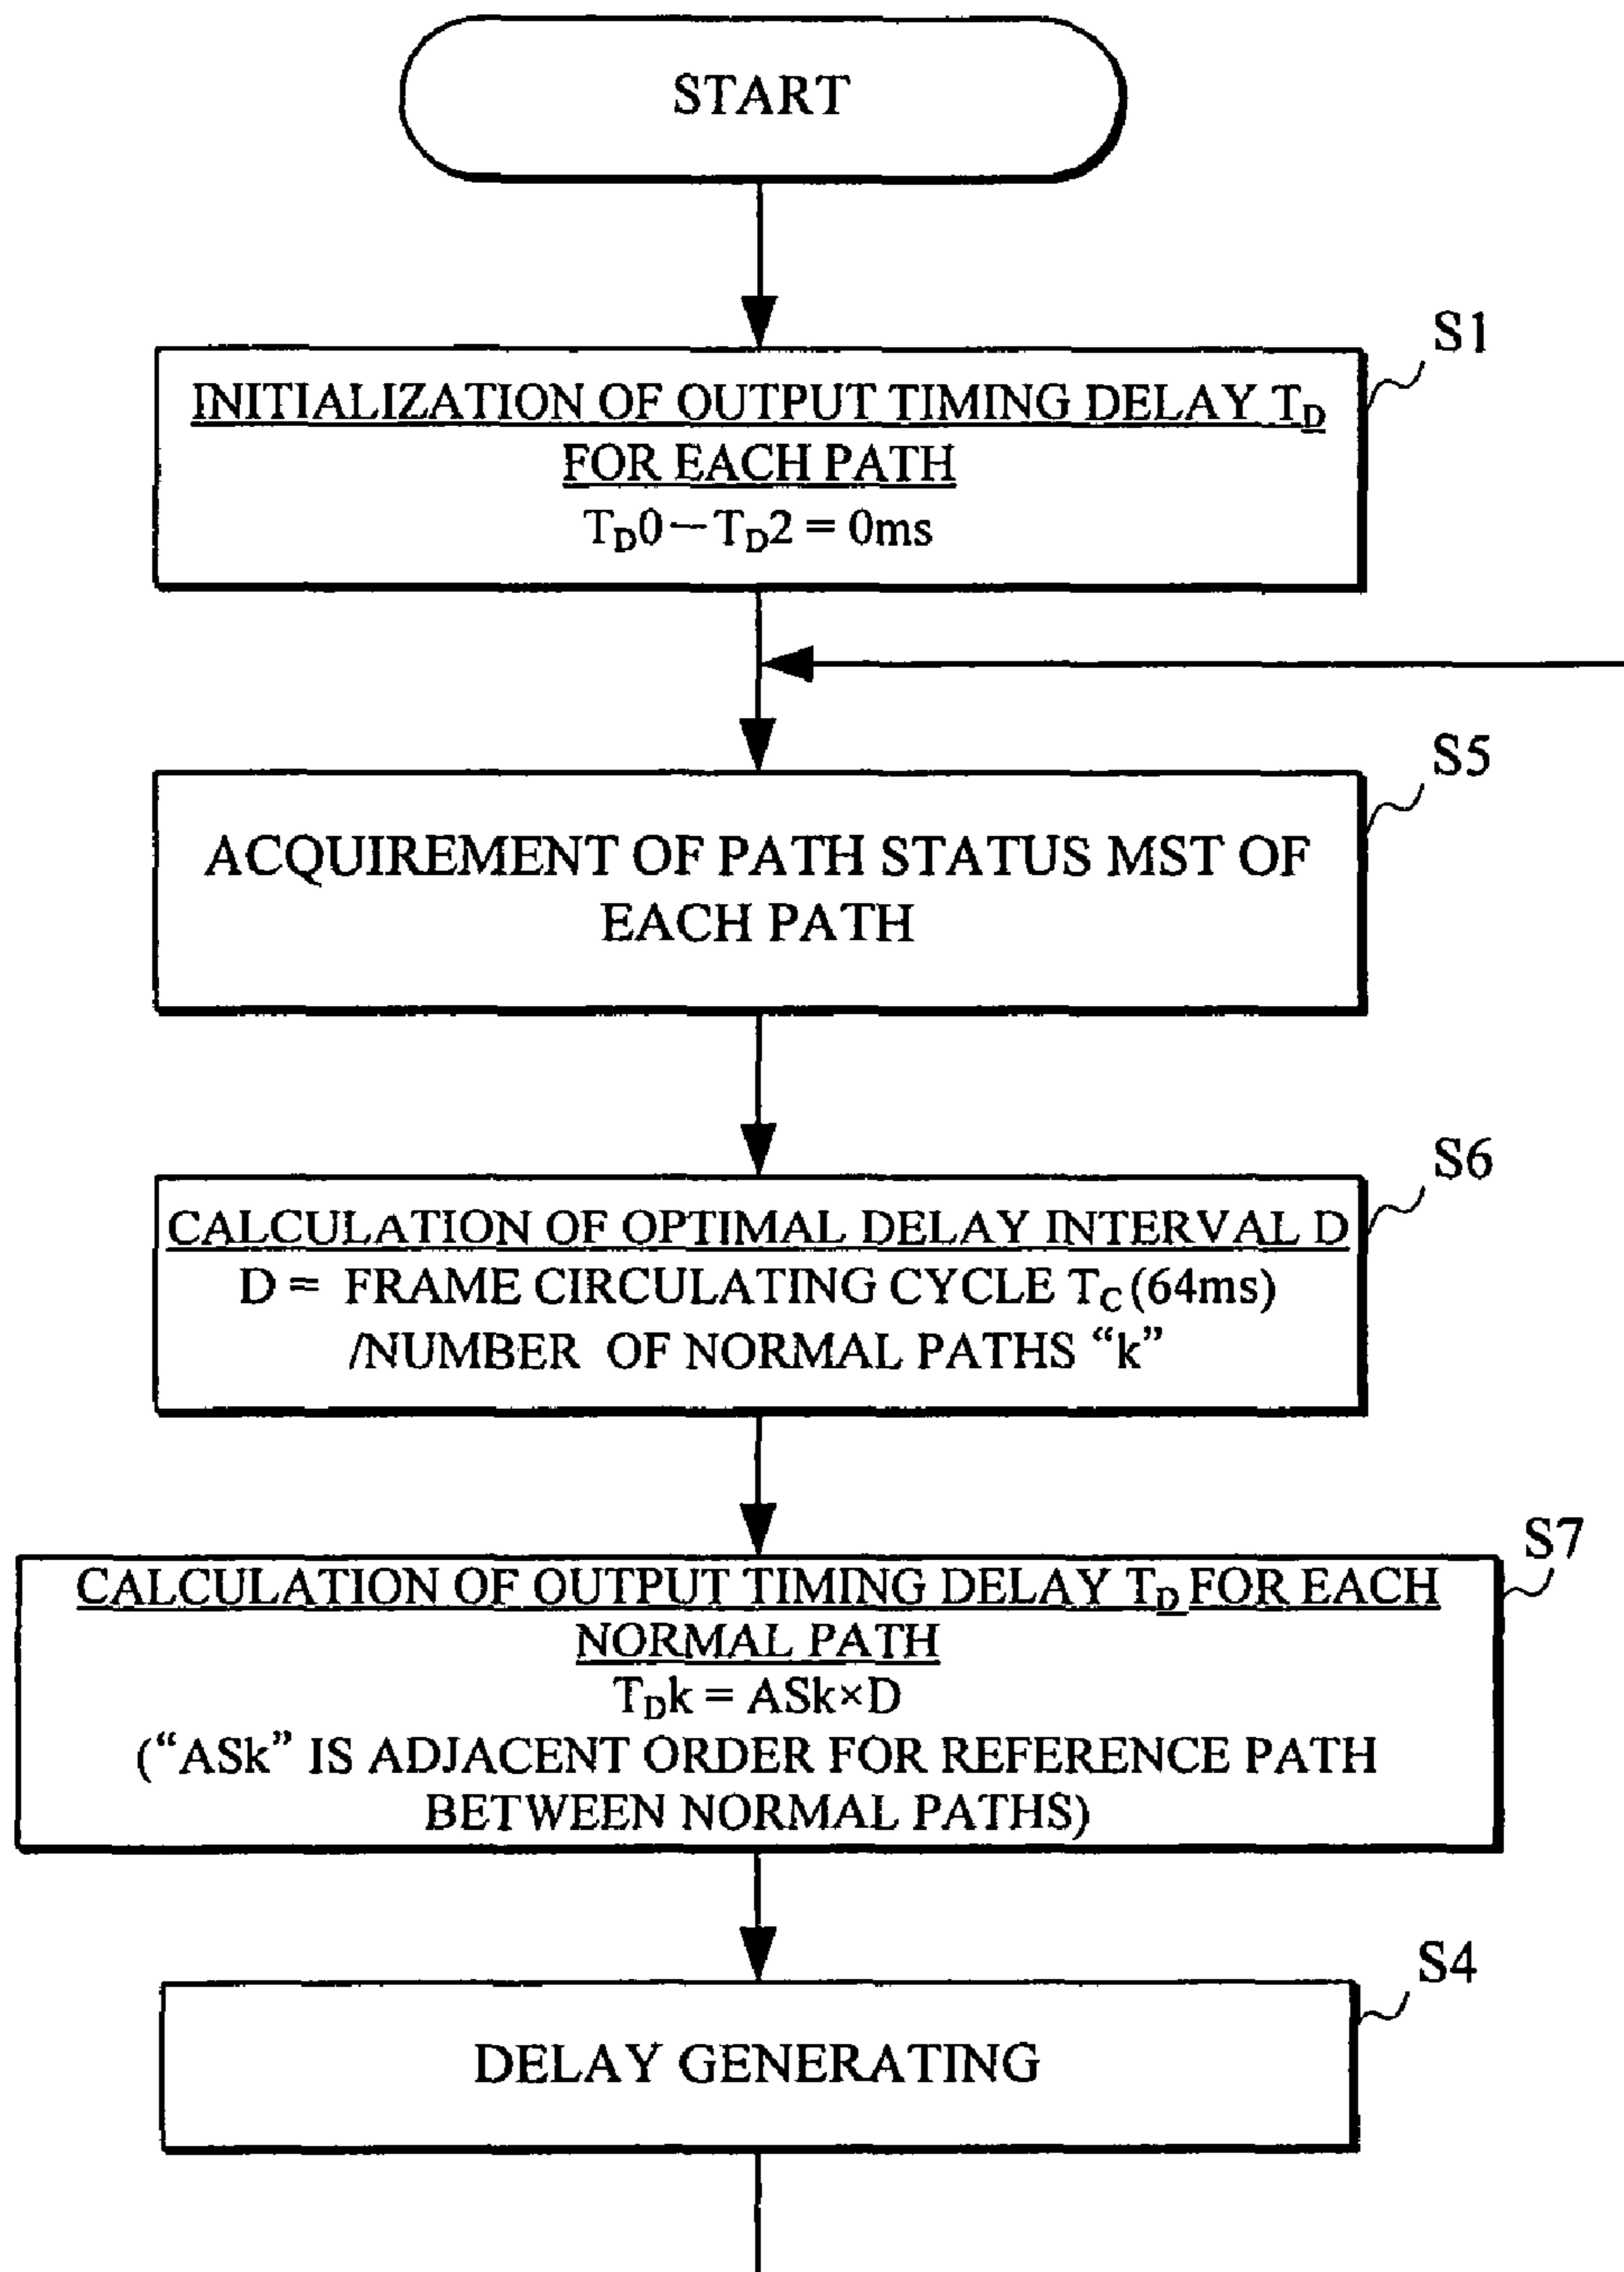 START
S1
INITIALIZATION OF OUTPUT TIMING DELAY TD
FOR EACH PATH
TD0−TD2 = 0ms
S5
ACQUIREMENT OF PATH STATUS MST OF
EACH PATH
S6
CALCULATION OF OPTIMAL DELAY INTERVAL D
D = FRAME CIRCULATING CYCLE TC (64ms)
/NUMBER OF NORMAL PATHS “k”
S7
CALCULATION OF OUTPUT TIMING DELAY TD FOR EACH
NORMAL PATH
TDk = ASk×D
(“ASk” IS ADJACENT ORDER FOR REFERENCE PATH
BETWEEN NORMAL PATHS)
S4
DELAY GENERATING